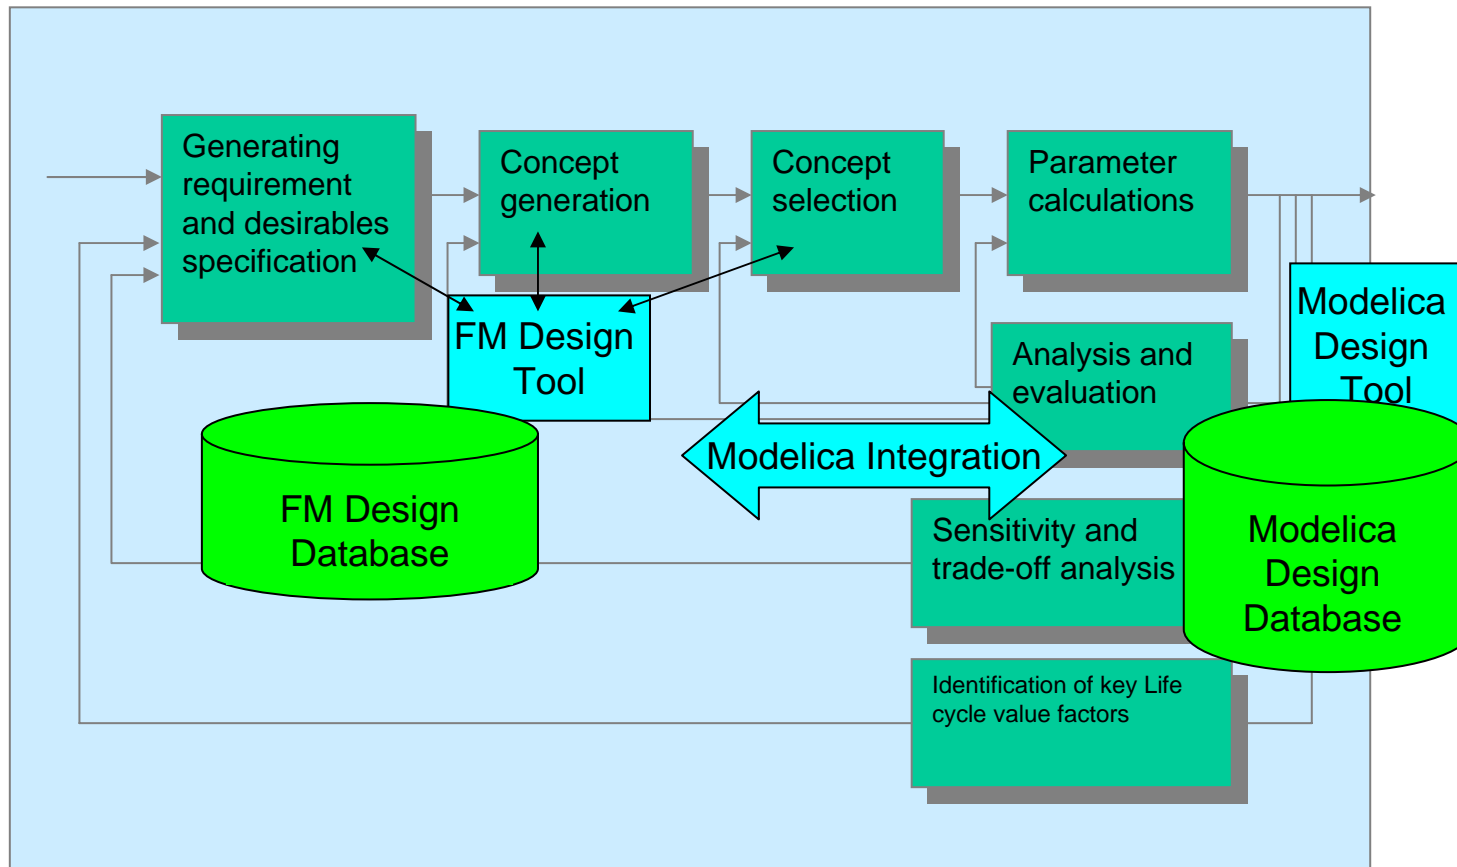 Generating
requirement
and desirables
specification
Concept
generation
Concept
selection
Parameter
calculations
FM Design
Tool
Modelica
Design
Tool
Analysis and
evaluation
Modelica Integration
FM Design
Database
Sensitivity and
trade-off analysis
Modelica
Design
Database
Identification of key Life
cycle value factors